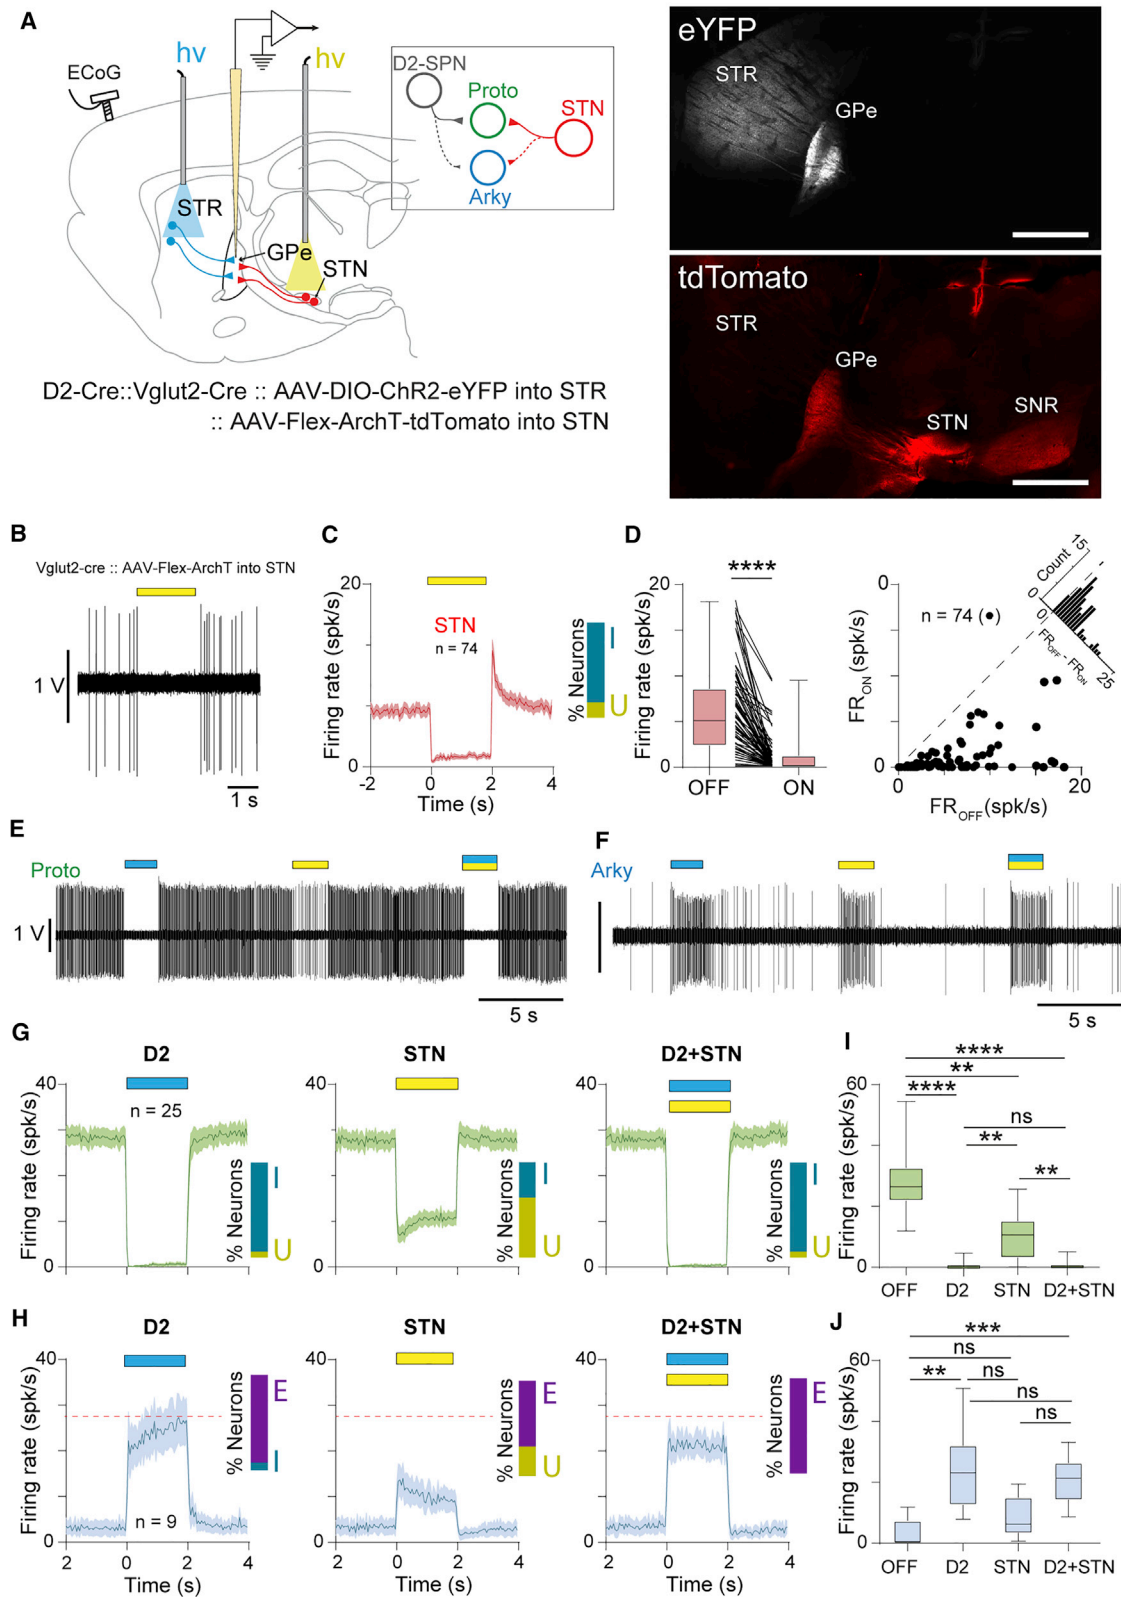 A
hv
hv
ECoG
STR
GPe
STN
D2-SPN
Proto
STN
Arky
D2-Cre::Vglut2-Cre :: AAV-DIO-ChR2-eYFP into STR
:: AAV-Flex-ArchT-tdTomato into STN
eYFP
STR
GPe
tdTomato
STR
GPe
STN
SNR
B
Vglut2-cre :: AAV-Flex-ArchT into STN
1 V
1 s
C
20
STN
n = 74
Firing rate (spk/s)
0
-2 0 2 4
Time (s)
% Neurons
I
U
D
****
20
Firing rate (spk/s)
0
OFF ON
0
n = 74 (●)
FRON (spk/s)
0
0 20
FROFF(spk/s)
Count
15
0
0
FROFF - FRON
25
E
Proto
1 V
5 s
F
Arky
5 s
G
D2 STN D2+STN
40 40 40
n = 25
Firing rate (spk/s)
0 0 0
% Neurons
I
U
% Neurons
I
U
% Neurons
I
U
I
****
**
****
ns
**
**
60
Firing rate (spk/s)
0
OFF D2 STN D2+STN
H
D2 STN D2+STN
40 40 40
n = 9
Firing rate (spk/s)
0 0 0
% Neurons
E
I
% Neurons
E
U
% Neurons
E
2 0 2 4
Time (s)
2 0 2 4
Time (s)
2 0 2 4
Time (s)
J
***
ns
** ns
ns
ns
60
Firing rate (spk/s)
0
OFF D2 STN D2+STN